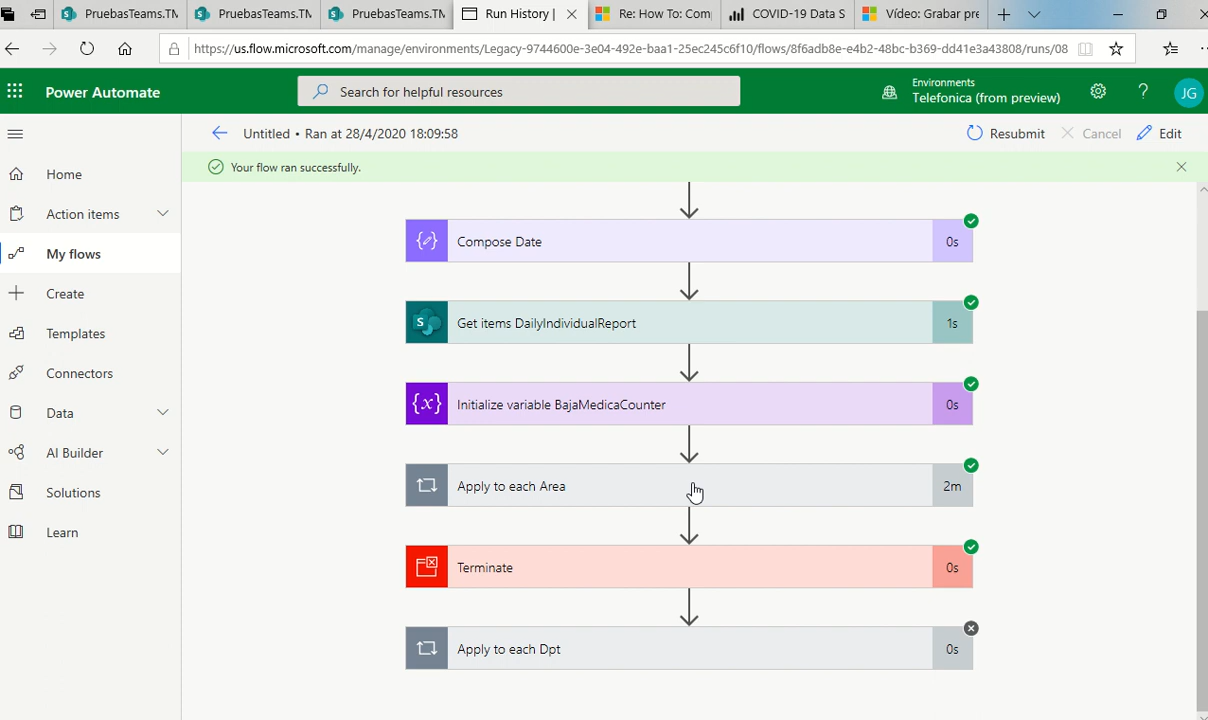 PruebasTeams.TM
PruebasTeams.TM
PruebasTeams.TM
Run History |
Re: How To: Com
COVID-19 Data S
Vídeo: Grabar pre
https://us.flow.microsoft.com/manage/environments/Legacy-9744600e-3e04-492e-baa1-25ec245c6f10/flows/8f6adb8e-e4b2-48bc-b369-dd41e3a43808/runs/08
Power Automate
Search for helpful resources
Environments
Telefonica (from preview)
?
JG
Untitled • Ran at 28/4/2020 18:09:58
Resubmit
Cancel
Edit
Your flow ran successfully.
Home
Action items
My flows
Create
Templates
Connectors
Data
AI Builder
Solutions
Learn
Compose Date
0s
S
Get items DailyIndividualReport
1s
{x}
Initialize variable BajaMedicaCounter
0s
Apply to each Area
2m
Terminate
0s
Apply to each Dpt
0s